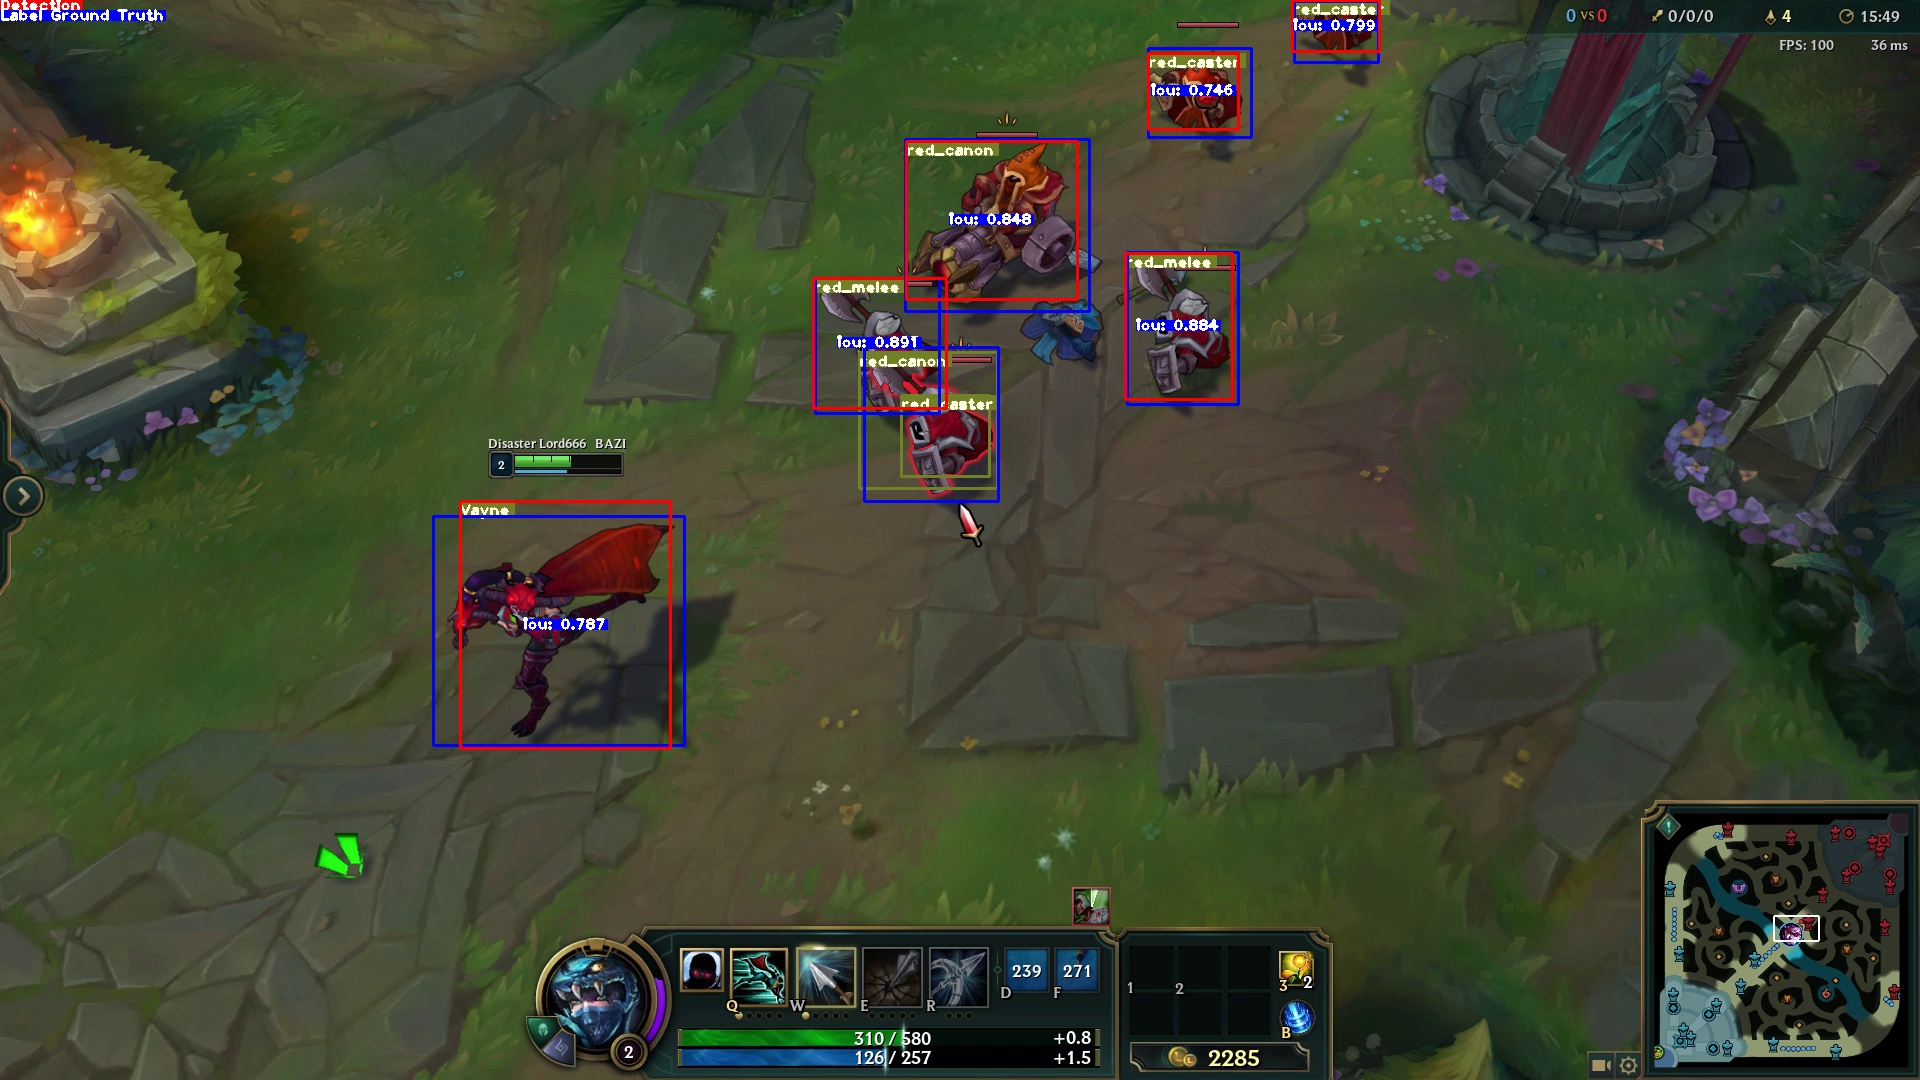 Detection
Label Ground Truth
red_caster
Iou: 0.799
0 vs 0
0/0/0
4
15:49
FPS: 100
36 ms
red_caster
Iou: 0.746
red_canon
Iou: 0.848
red_melee
Iou: 0.884
red_melee
Iou: 0.891
red_canon
red_caster
Disaster Lord666 BAZI
2
Vayne
Iou: 0.787
Q
W
E
R
239
D
271
F
1
2
3
2
B
2
310 / 580
+0.8
126 / 257
+1.5
2285